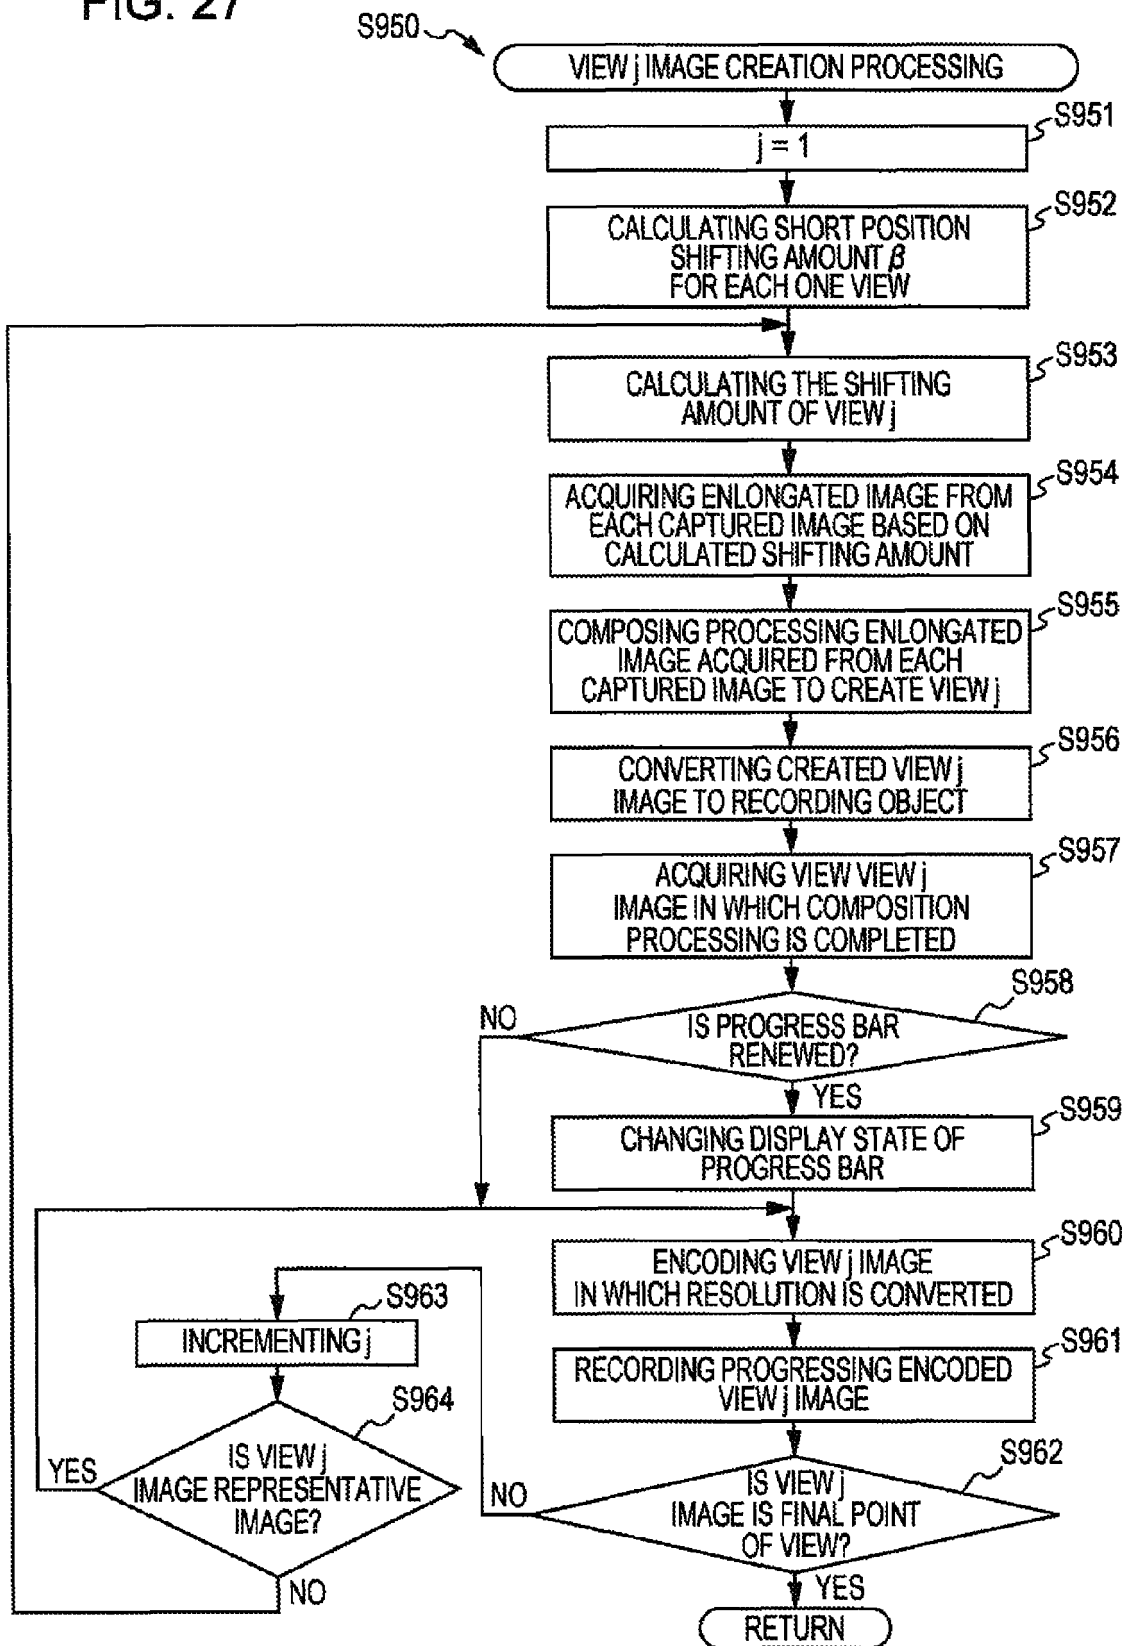 FIG. 27
S950
VIEW j IMAGE CREATION PROCESSING
S951
j = 1
S952
CALCULATING SHORT POSITION
SHIFTING AMOUNT β
FOR EACH ONE VIEW
S953
CALCULATING THE SHIFTING
AMOUNT OF VIEW j
S954
ACQUIRING ENLONGATED IMAGE FROM
EACH CAPTURED IMAGE BASED ON
CALCULATED SHIFTING AMOUNT
S955
COMPOSING PROCESSING ENLONGATED
IMAGE ACQUIRED FROM EACH
CAPTURED IMAGE TO CREATE VIEW j
S956
CONVERTING CREATED VIEW j
IMAGE TO RECORDING OBJECT
S957
ACQUIRING VIEW VIEW j
IMAGE IN WHICH COMPOSITION
PROCESSING IS COMPLETED
S958
NO
IS PROGRESS BAR
RENEWED?
YES
S959
CHANGING DISPLAY STATE OF
PROGRESS BAR
S960
ENCODING VIEW j IMAGE
IN WHICH RESOLUTION IS CONVERTED
S961
RECORDING PROGRESSING ENCODED
VIEW j IMAGE
S962
NO
IS VIEW j
IMAGE IS FINAL POINT
OF VIEW?
YES
RETURN
S963
INCREMENTING j
S964
YES
IS VIEW j
IMAGE REPRESENTATIVE
IMAGE?
NO